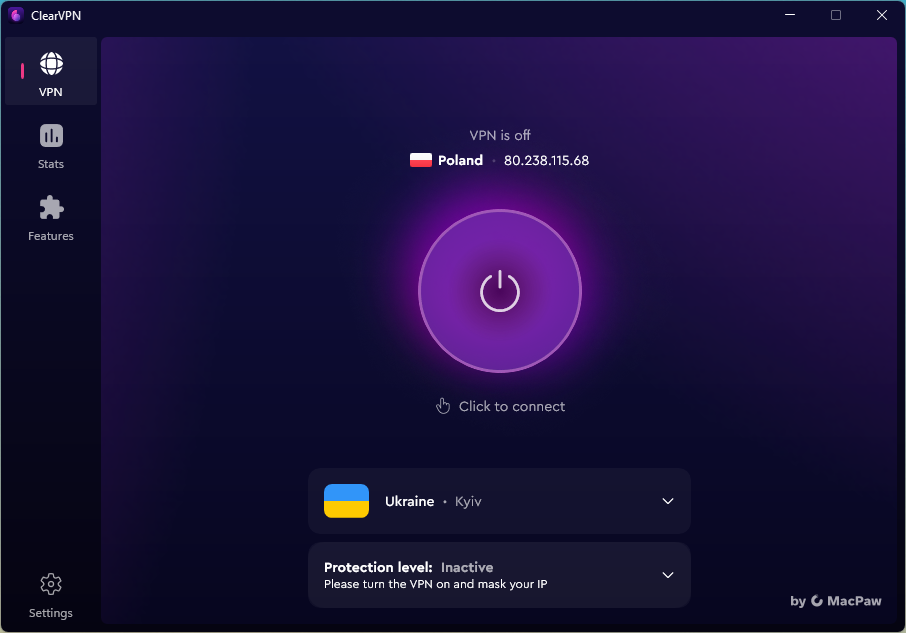 ClearVPN
VPN
Stats
Features
Settings
VPN is off
Poland • 80.238.115.68
Click to connect
Ukraine • Kyiv
Protection level: Inactive
Please turn the VPN on and mask your IP
by MacPaw